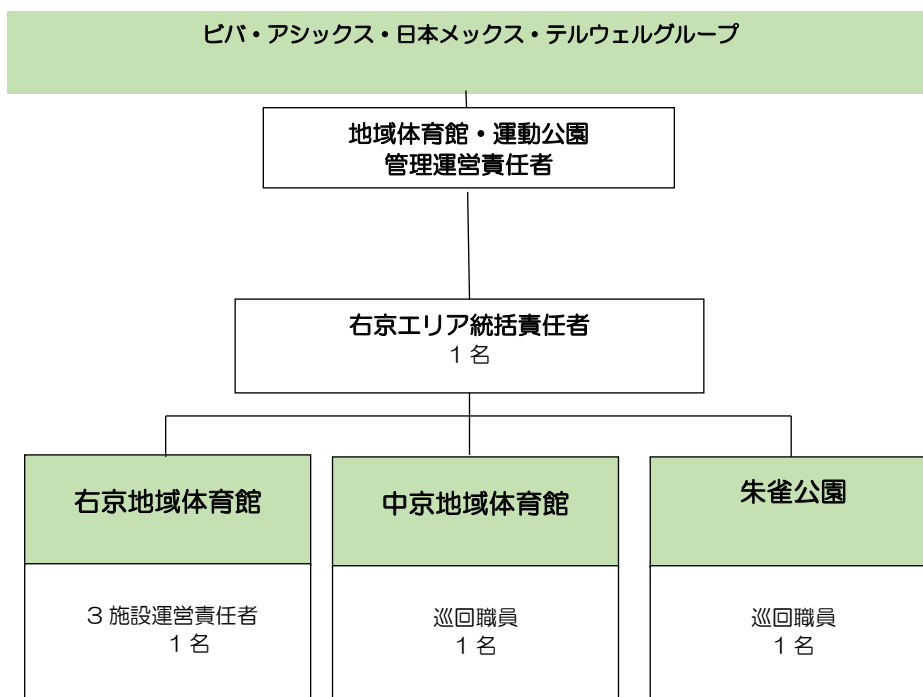 ビバ・アシックス・日本メックス・テルウェルグループ
地域体育館・運動公園
管理運営責任者
右京エリア統括責任者
1 名
右京地域体育館
中京地域体育館
朱雀公園
3 施設運営責任者
1 名
巡回職員
1 名
巡回職員
1 名